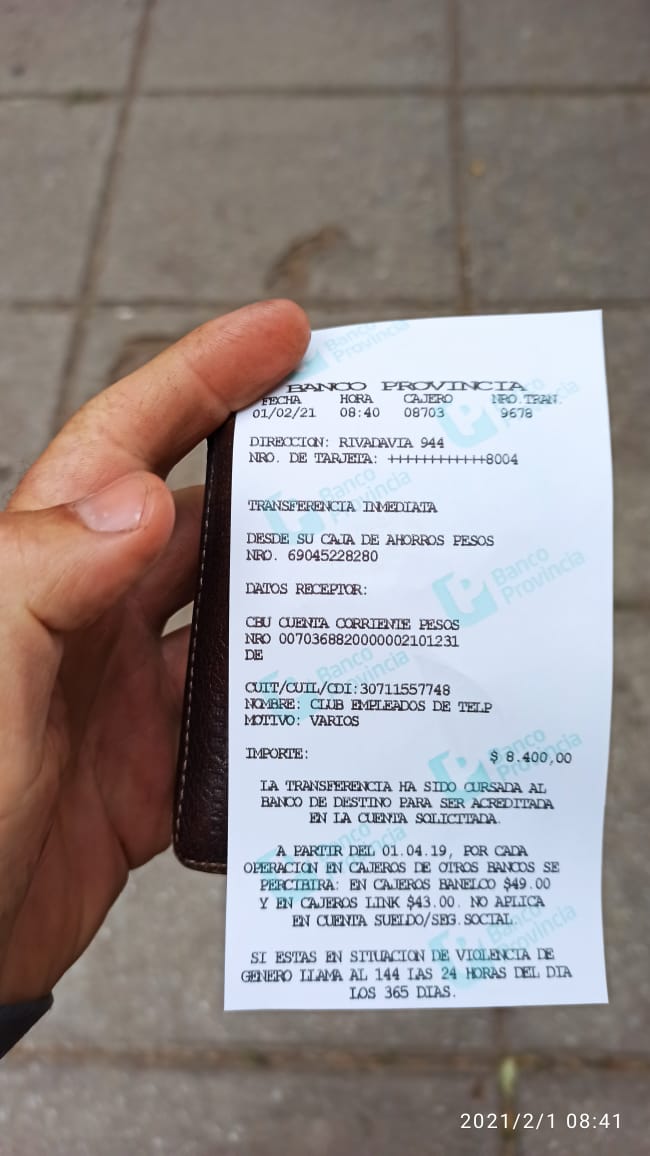 BANCO PROVINCIA
FECHA HORA CAJERO NRO.TRAN.
01/02/21 08:40 08703 9678
DIRECCION: RIVADAVIA 944
NRO. DE TARJETA: ++++++++++++8004
TRANSFERENCIA INMEDIATA
DESDE SU CAJA DE AHORROS PESOS
NRO. 69045228280
DATOS RECEPTOR:
CBU CUENTA CORRIENTE PESOS
NRO 0070368820000002101231
DE
CUIT/CUIL/CDI:30711557748
NOMBRE: CLUB EMPLEADOS DE TELP
MOTIVO: VARIOS
IMPORTE: $ 8.400,00
LA TRANSFERENCIA HA SIDO CURSADA AL
BANCO DE DESTINO PARA SER ACREDITADA
EN LA CUENTA SOLICITADA.
A PARTIR DEL 01.04.19, POR CADA
OPERACION EN CAJEROS DE OTROS BANCOS SE
PERCIBIRA: EN CAJEROS BANELCO $49.00
Y EN CAJEROS LINK $43.00. NO APLICA
EN CUENTA SUELDO/SEG.SOCIAL
SI ESTAS EN SITUACION DE VIOLENCIA DE
GENERO LLAMA AL 144 LAS 24 HORAS DEL DIA
LOS 365 DIAS.
Banco
Provincia
2021/2/1 08:41